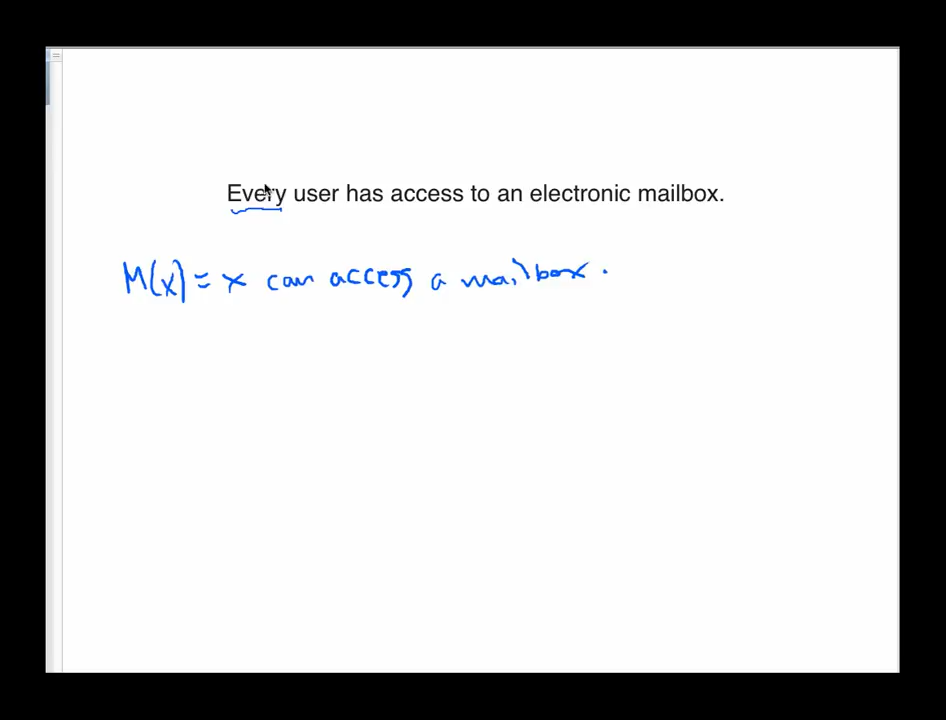 Every user has access to an electronic mailbox.
M(x) = x can access a mailbox.